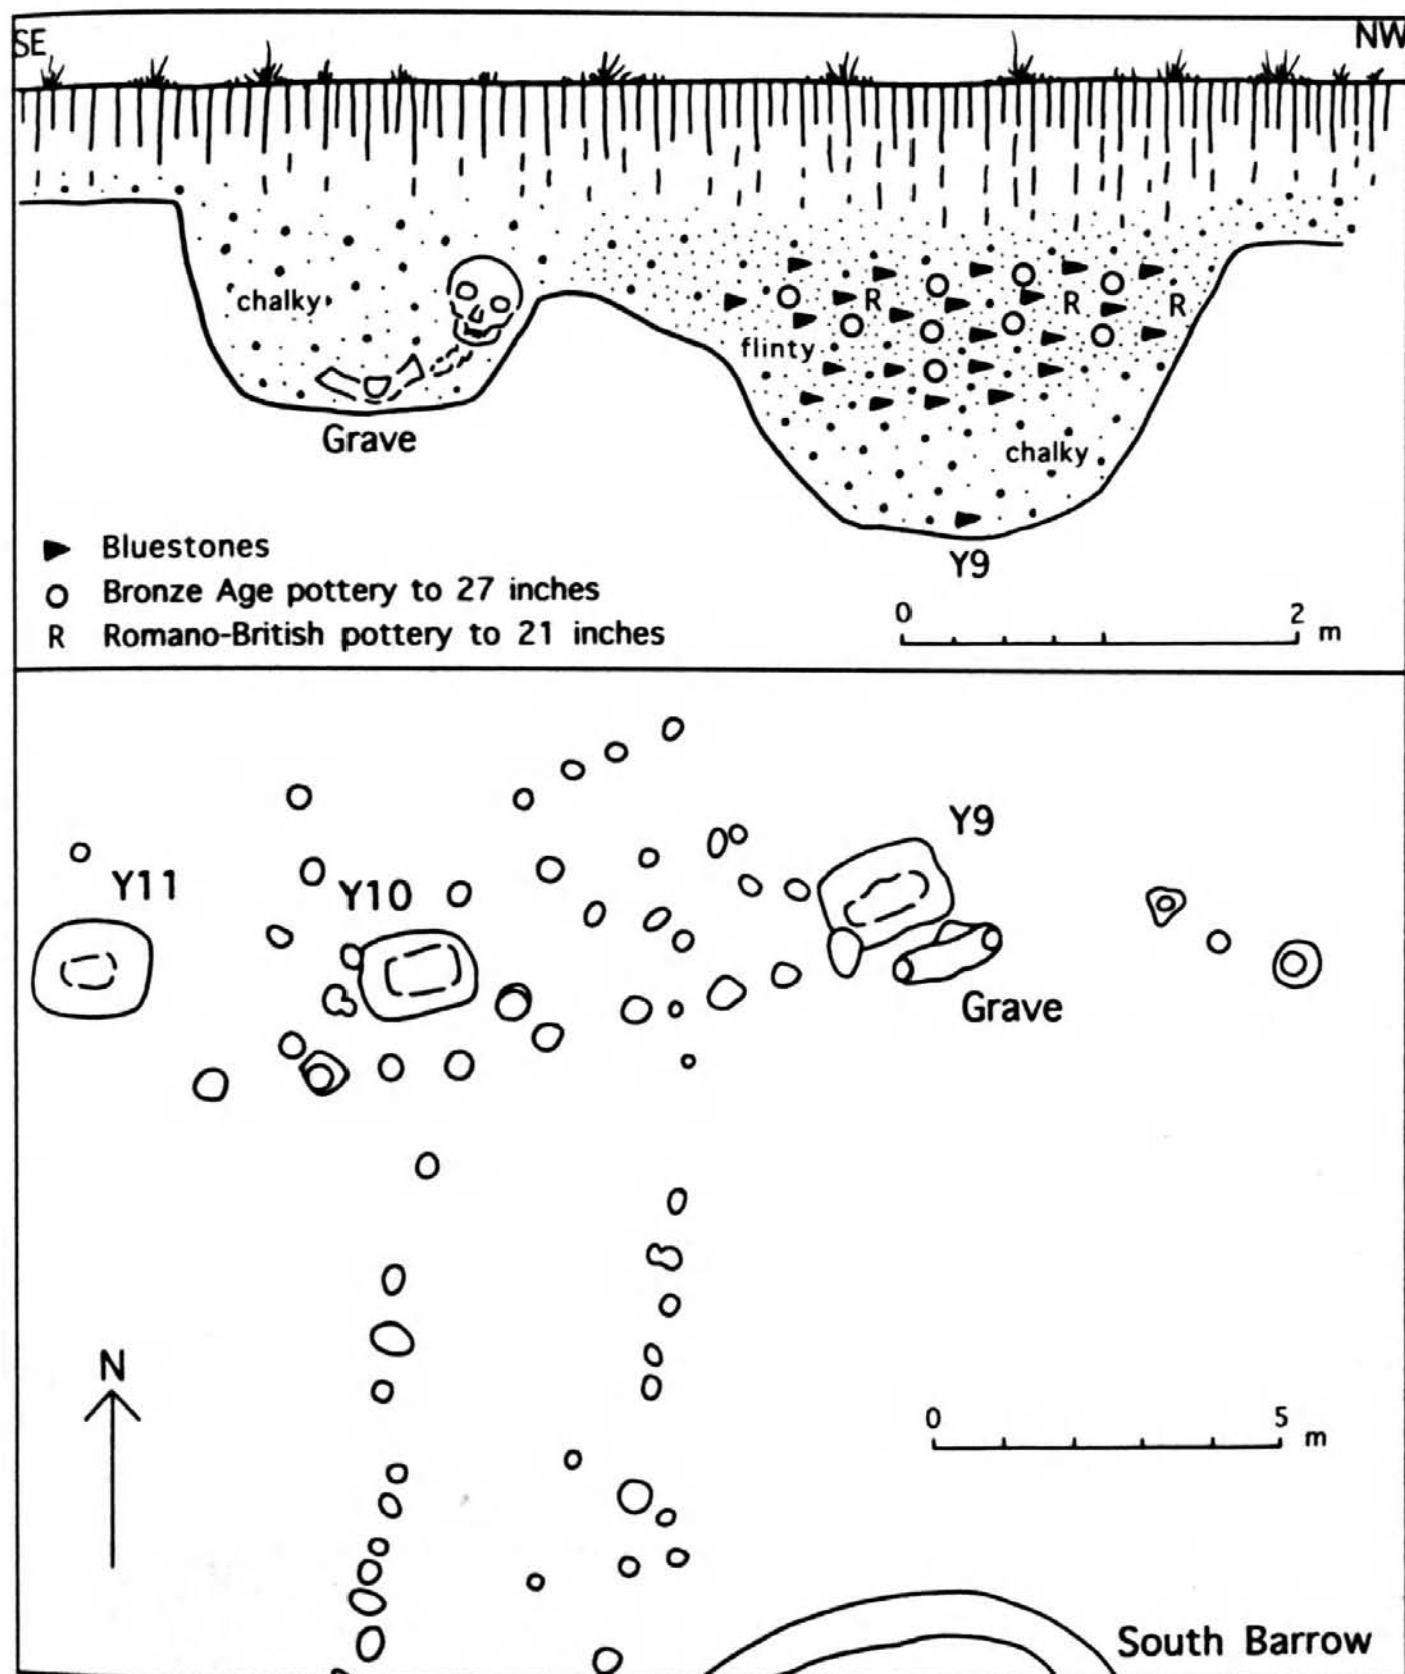 SE NW
chalky
R R R
flinty
chalky
Grave
Y9
Bluestones
Bronze Age pottery to 27 inches
R Romano-British pottery to 21 inches
0 2 m
Y9
Y11
Y10
Grave
N
0 5 m
South Barrow